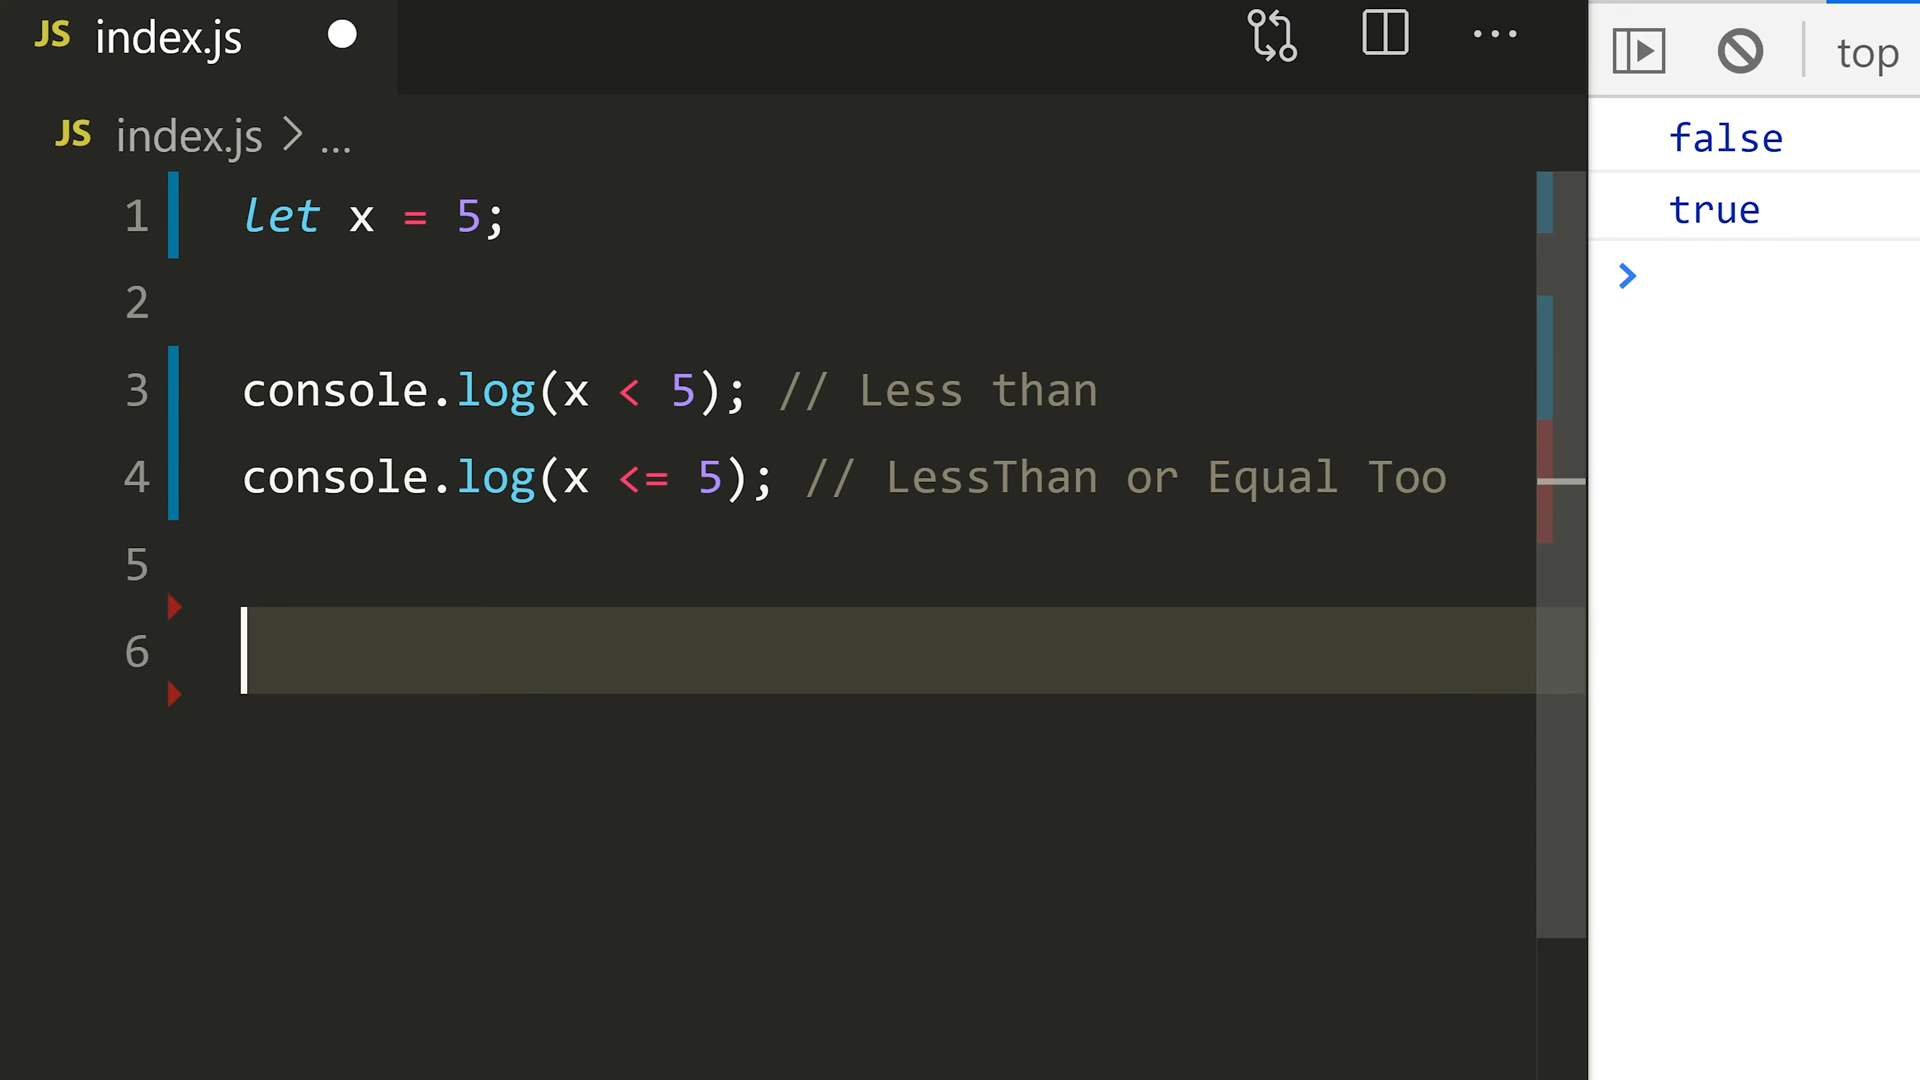 JS index.js
JS index.js > ...
1 let x = 5;
2
3 console.log(x < 5); // Less than
4 console.log(x <= 5); // LessThan or Equal Too
5
6
top
false
true
>